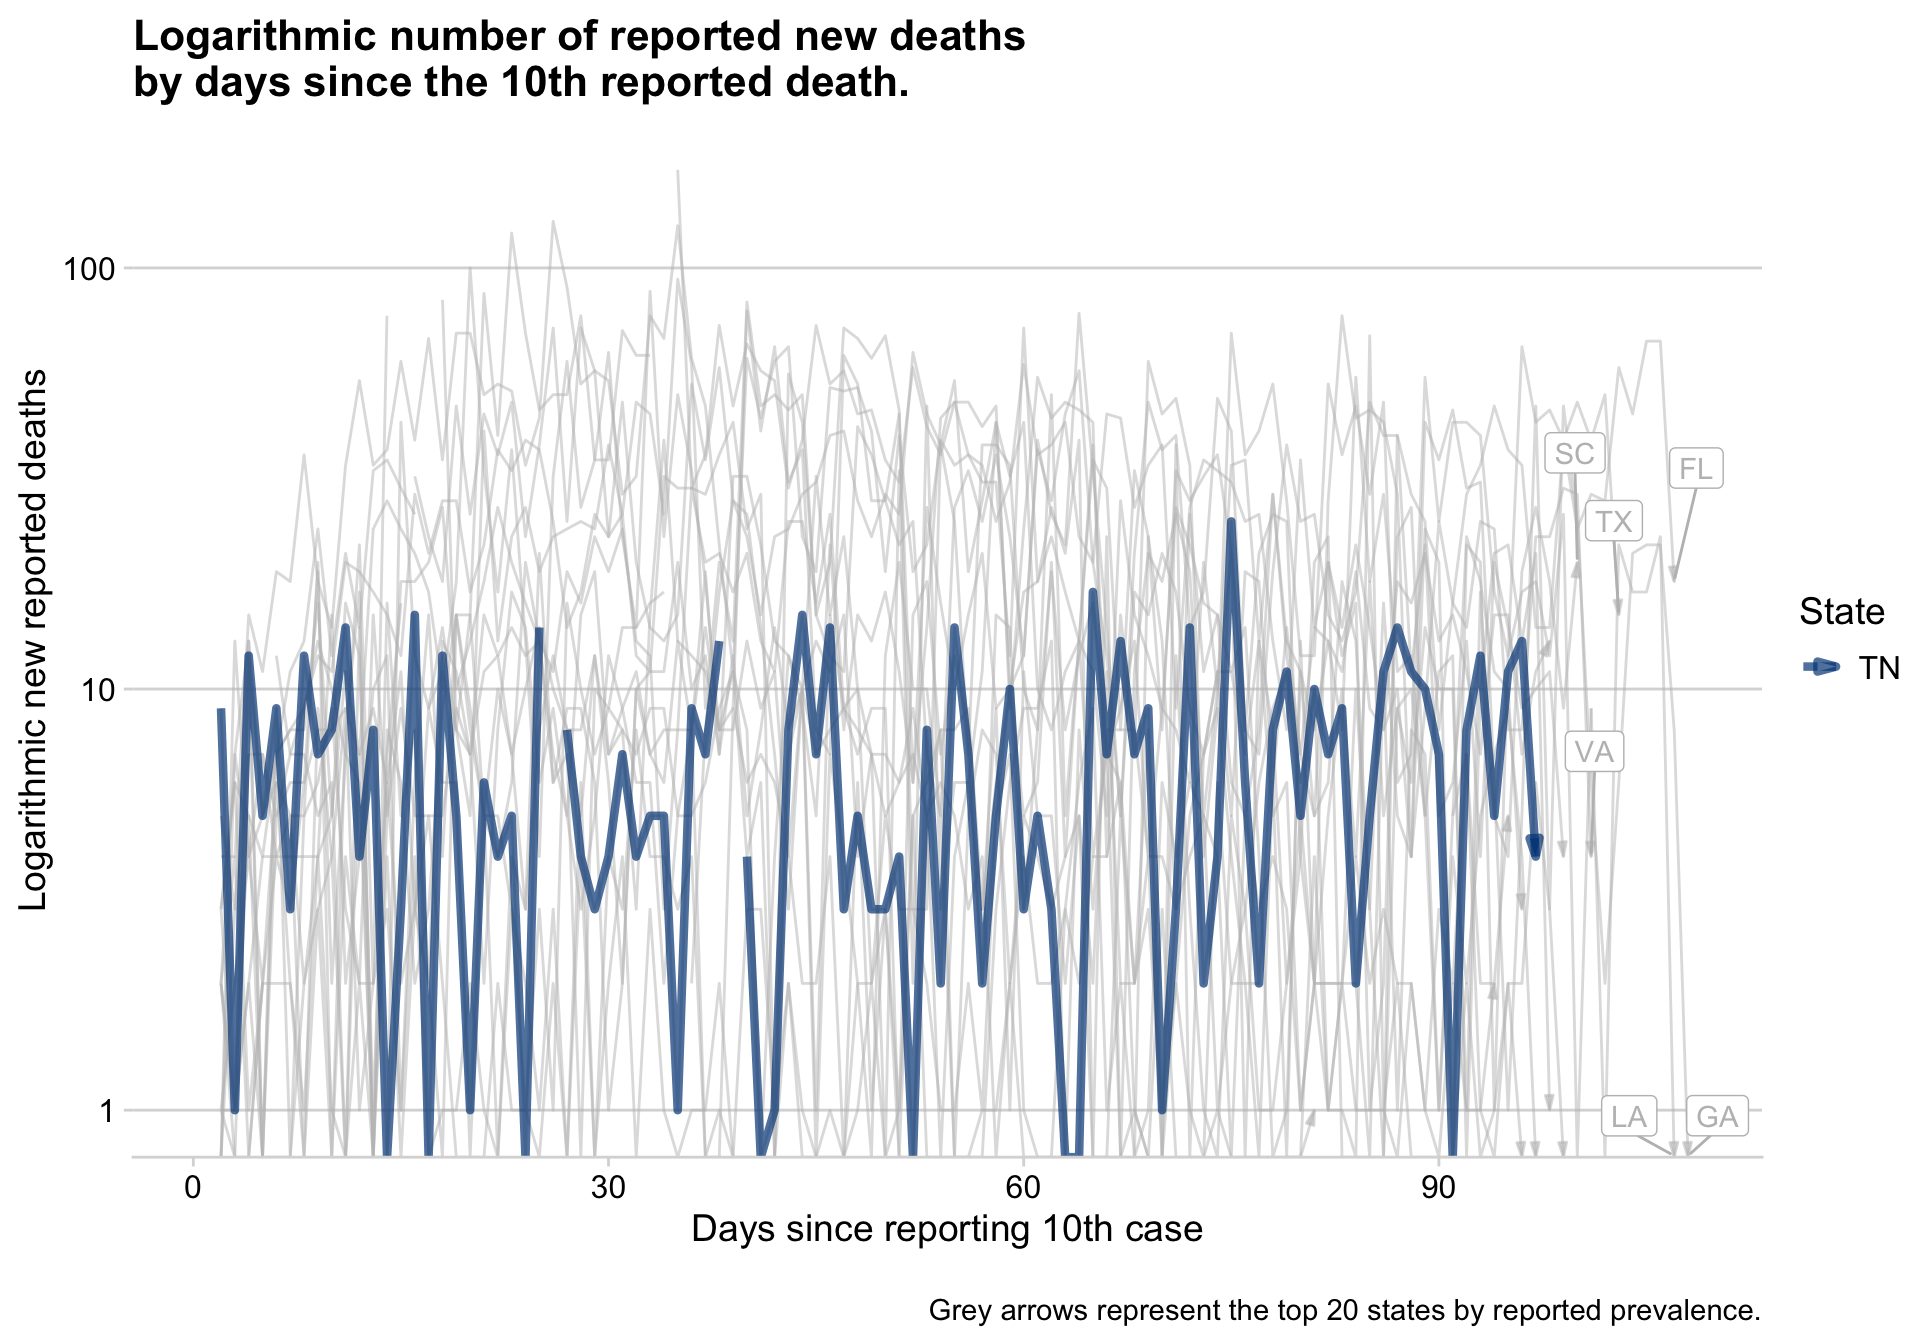 Logarithmic number of reported new deaths
by days since the 10th reported death.
Logarithmic new reported deaths
100
10
1
SC
FL
TX
VA
LA
GA
State
TN
0
30
60
90
Days since reporting 10th case
Grey arrows represent the top 20 states by reported prevalence.